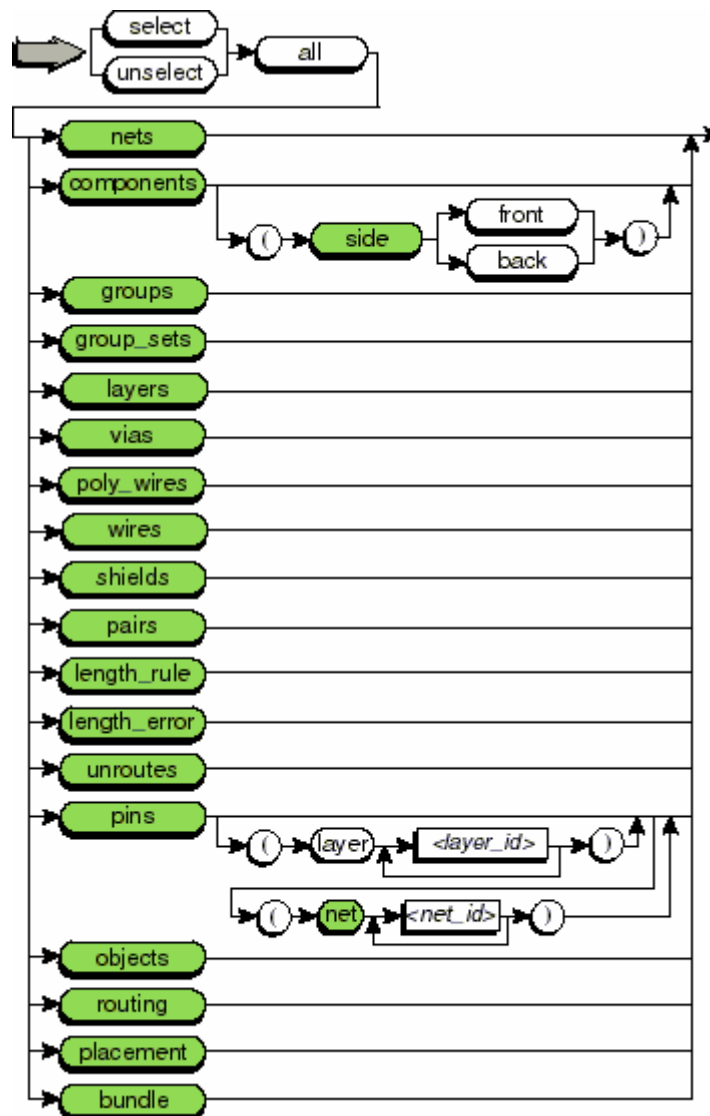 select
unselect
all
nets
components
( side front )
back
groups
group_sets
layers
vias
poly_wires
wires
shields
pairs
length_rule
length_error
unroutes
pins
( layer <layer_id> )
( net <net_id> )
objects
routing
placement
bundle